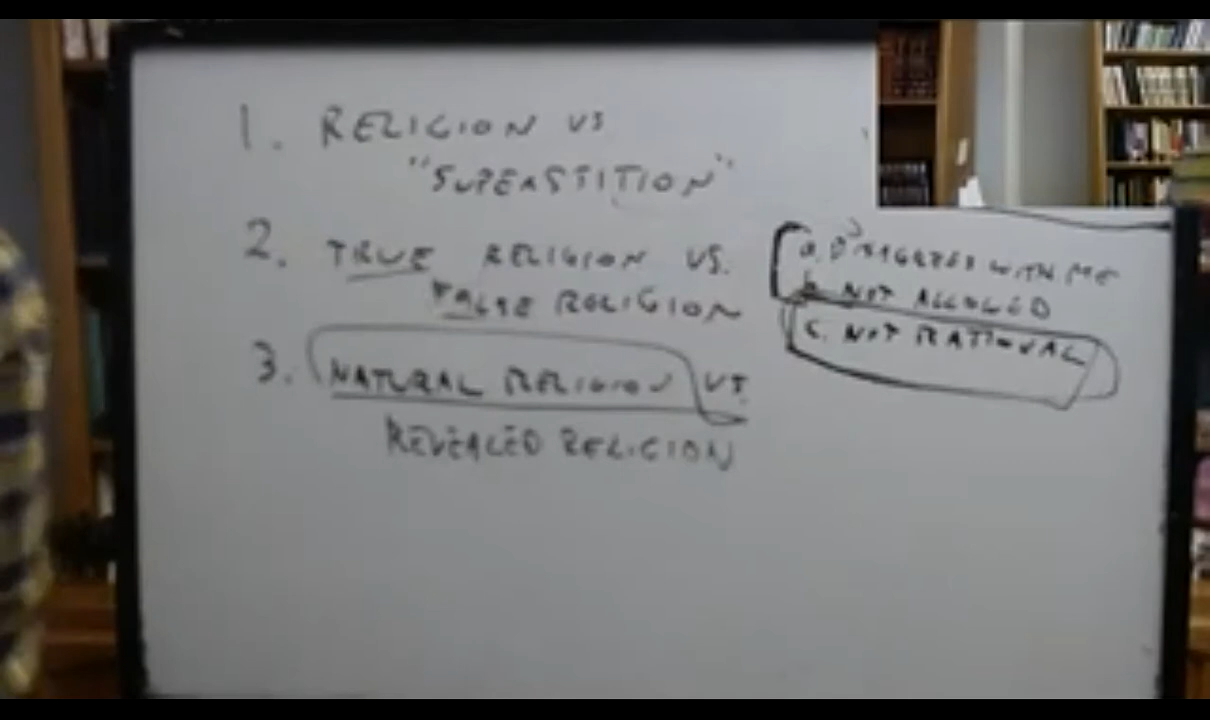 1. RELIGION VS
"SUPERSTITION"
2. TRUE RELIGION VS.
FALSE RELIGION
3. NATURAL RELIGION VS.
REVEALED RELIGION
a. DISAGREES WITH ME
b. NOT ALLOWED
c. NOT RATIONAL